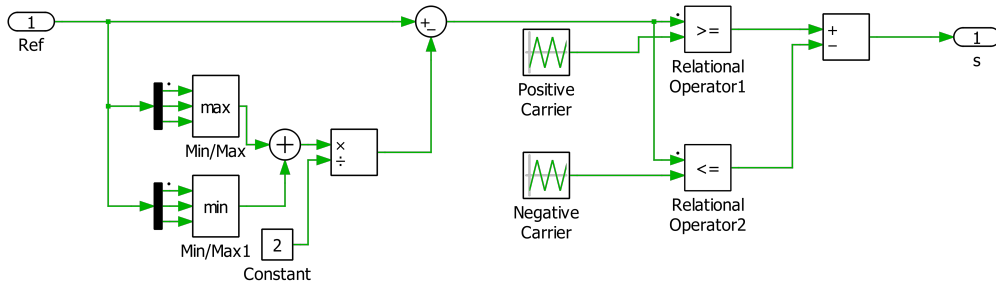 1
Ref
+
−
max
Min/Max
+
×
÷
min
Min/Max1
2
Constant
Positive
Carrier
Negative
Carrier
>=
Relational
Operator1
<=
Relational
Operator2
+
−
1
s